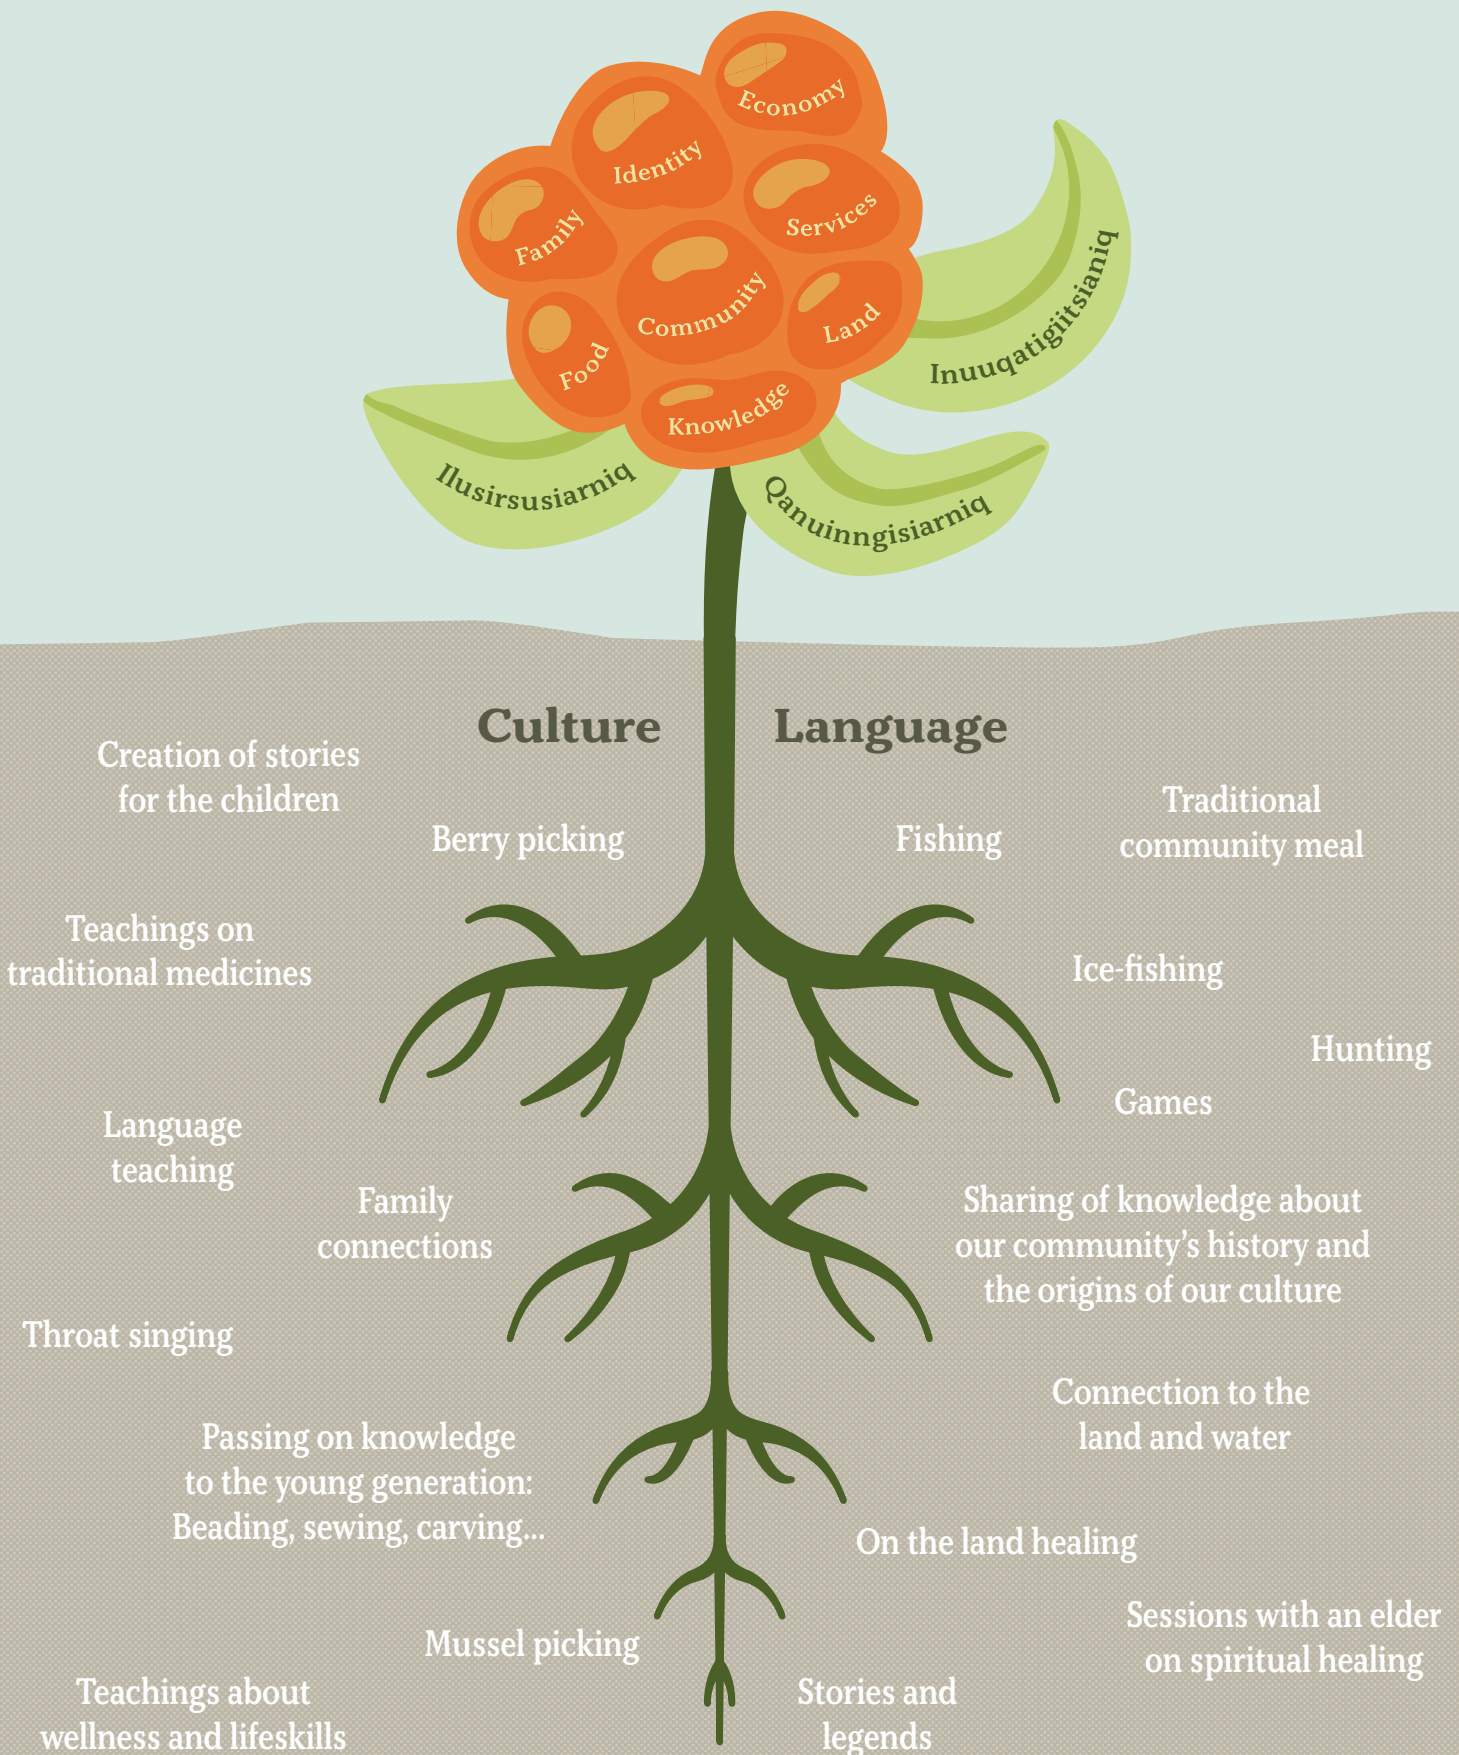 Economy
Identity
Services
Family
Community
Land
Food
Knowledge
Inuuqatigiitsianiq
Ilusirsusiarniq
Qanuinngisiarniq
Culture
Language
Creation of stories
for the children
Berry picking
Fishing
Traditional
community meal
Teachings on
traditional medicines
Ice-fishing
Hunting
Games
Language
teaching
Family
connections
Sharing of knowledge about
our community’s history and
the origins of our culture
Throat singing
Connection to the
land and water
Passing on knowledge
to the young generation:
Beading, sewing, carving...
On the land healing
Sessions with an elder
on spiritual healing
Mussel picking
Teachings about
wellness and lifeskills
Stories and
legends